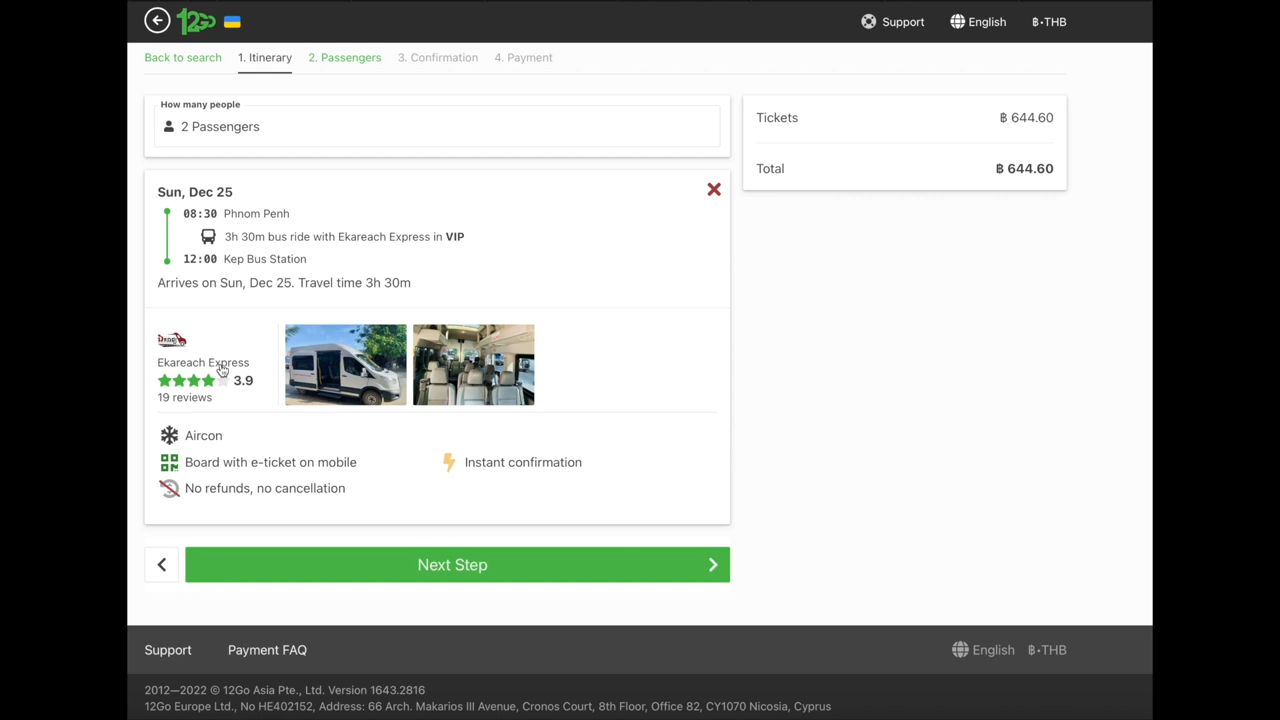 12Go
Support
English
฿•THB
Back to search
1. Itinerary
2. Passengers
3. Confirmation
4. Payment
How many people
2 Passengers
Tickets
฿ 644.60
Total
฿ 644.60
Sun, Dec 25
08:30 Phnom Penh
3h 30m bus ride with Ekareach Express in VIP
12:00 Kep Bus Station
Arrives on Sun, Dec 25. Travel time 3h 30m
Ekareach Express
3.9
19 reviews
Aircon
Board with e-ticket on mobile
Instant confirmation
No refunds, no cancellation
Next Step
Support
Payment FAQ
English
฿•THB
2012—2022 © 12Go Asia Pte., Ltd. Version 1643.2816
12Go Europe Ltd., No HE402152, Address: 66 Arch. Makarios III Avenue, Cronos Court, 8th Floor, Office 82, CY1070 Nicosia, Cyprus